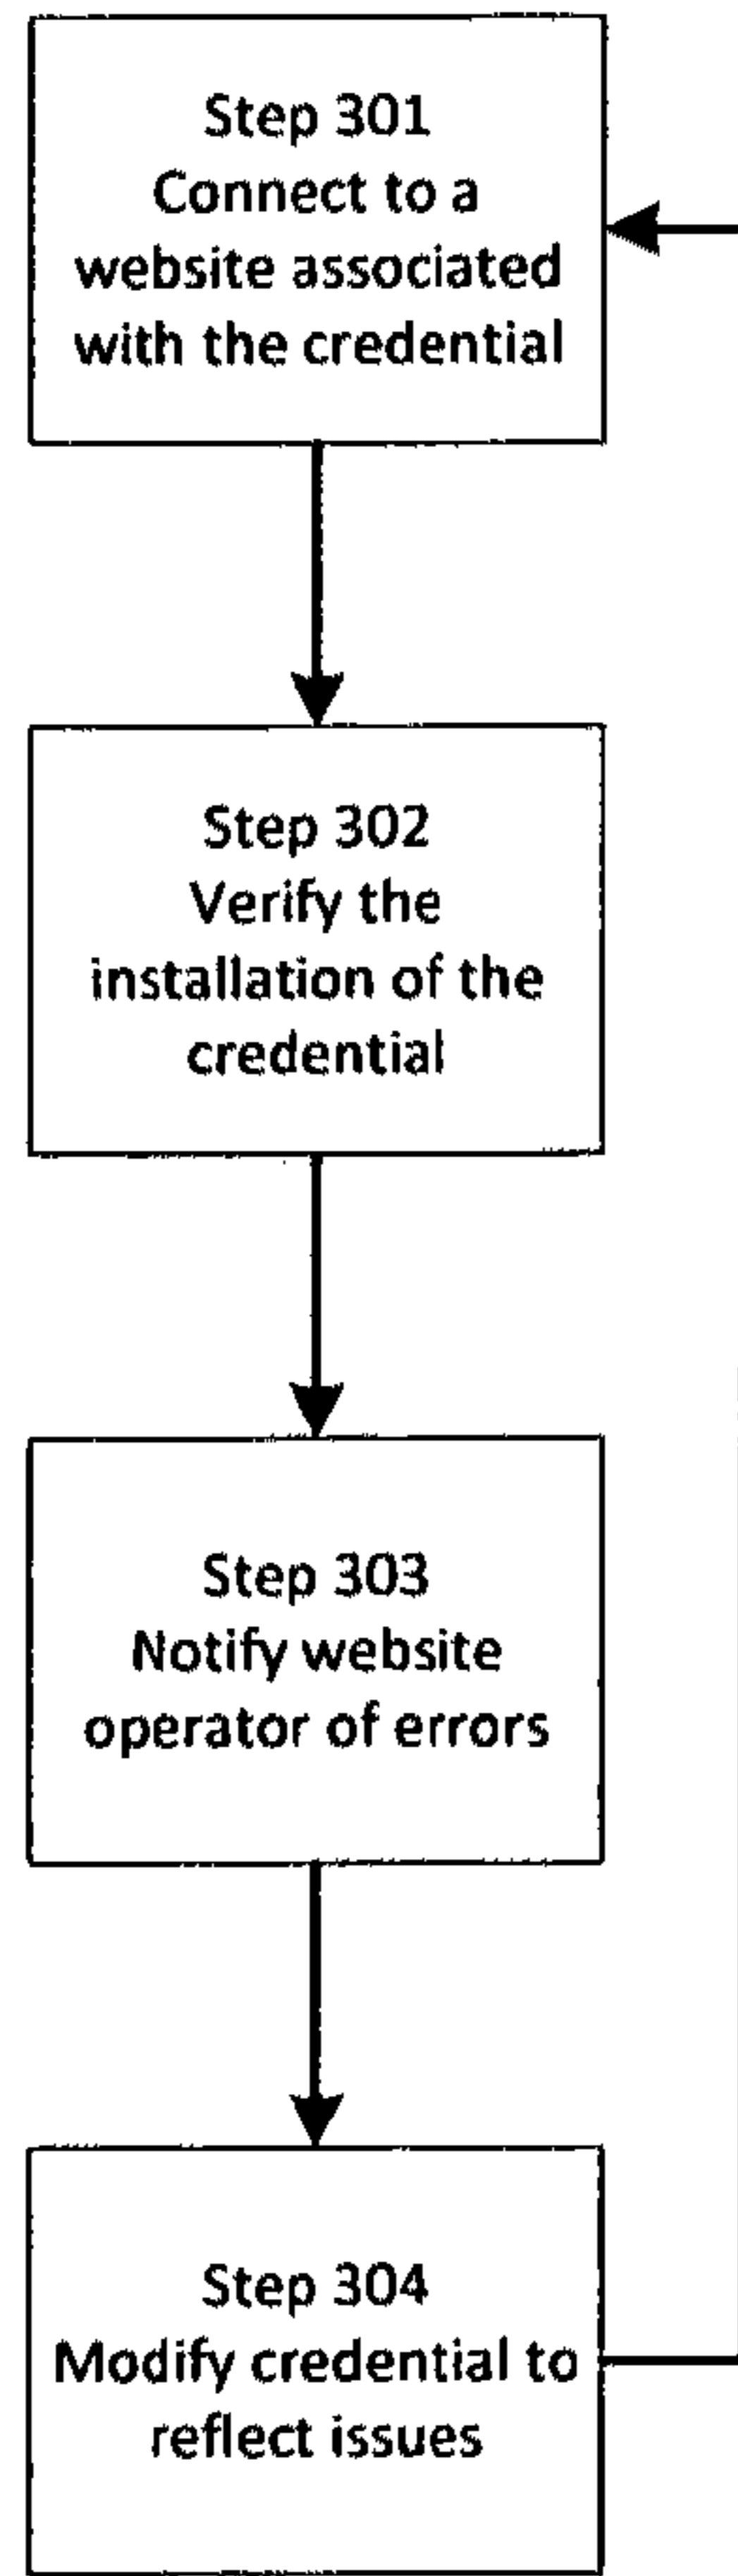 Step 301
Connect to a
website associated
with the credential
Step 302
Verify the
installation of the
credential
Step 303
Notify website
operator of errors
Step 304
Modify credential to
reflect issues